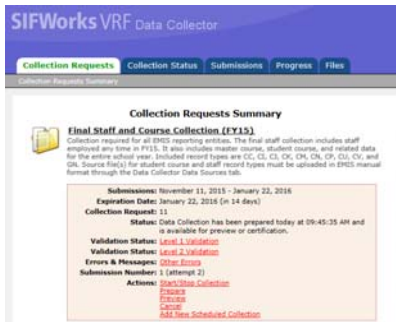 SIFWorks VRF Data Collector
Collection Requests Collection Status Submissions Progress Files
Collection Requests Summary
Collection Requests Summary
Final Staff and Course Collection (FY15)
Collection required for all EMIS reporting entities. The final staff collection includes staff
employed any time in FY15. It also includes master course, student course, and related data
for the entire school year. Included record types are CC, CI, CJ, CK, CM, CN, CP, CU, CV, and
GN. Source file(s) for student course and staff record types must be uploaded in EMIS manual
format through the Data Collector Data Sources tab.
Submissions: November 11, 2015 - January 22, 2016
Expiration Date: January 22, 2016 (in 14 days)
Collection Request: 11
Status: Data Collection has been prepared today at 09:45:35 AM and
is available for preview or certification.
Validation Status: Level 1 Validation
Validation Status: Level 2 Validation
Errors & Messages: Other Errors
Submission Number: 1 (attempt 2)
Actions: Start/Stop Collection
Prepare
Preview
Cancel
Add New Scheduled Collection